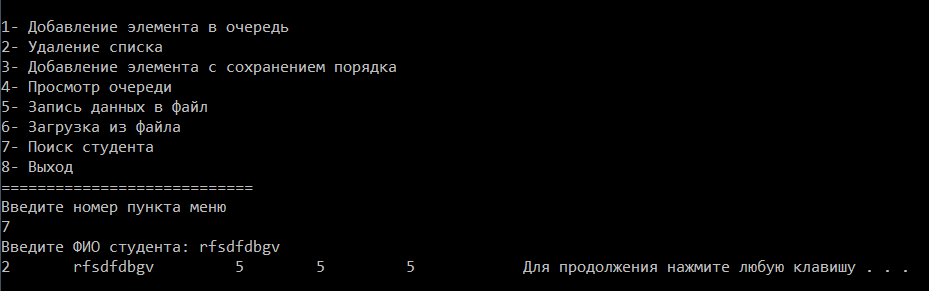 1- Добавление элемента в очередь
2- Удаление списка
3- Добавление элемента с сохранением порядка
4- Просмотр очереди
5- Запись данных в файл
6- Загрузка из файла
7- Поиск студента
8- Выход
============================
Введите номер пункта меню
7
Введите ФИО студента: rfsdfdbgv
2       rfsdfdbgv         5        5         5            Для продолжения нажмите любую клавишу . . .